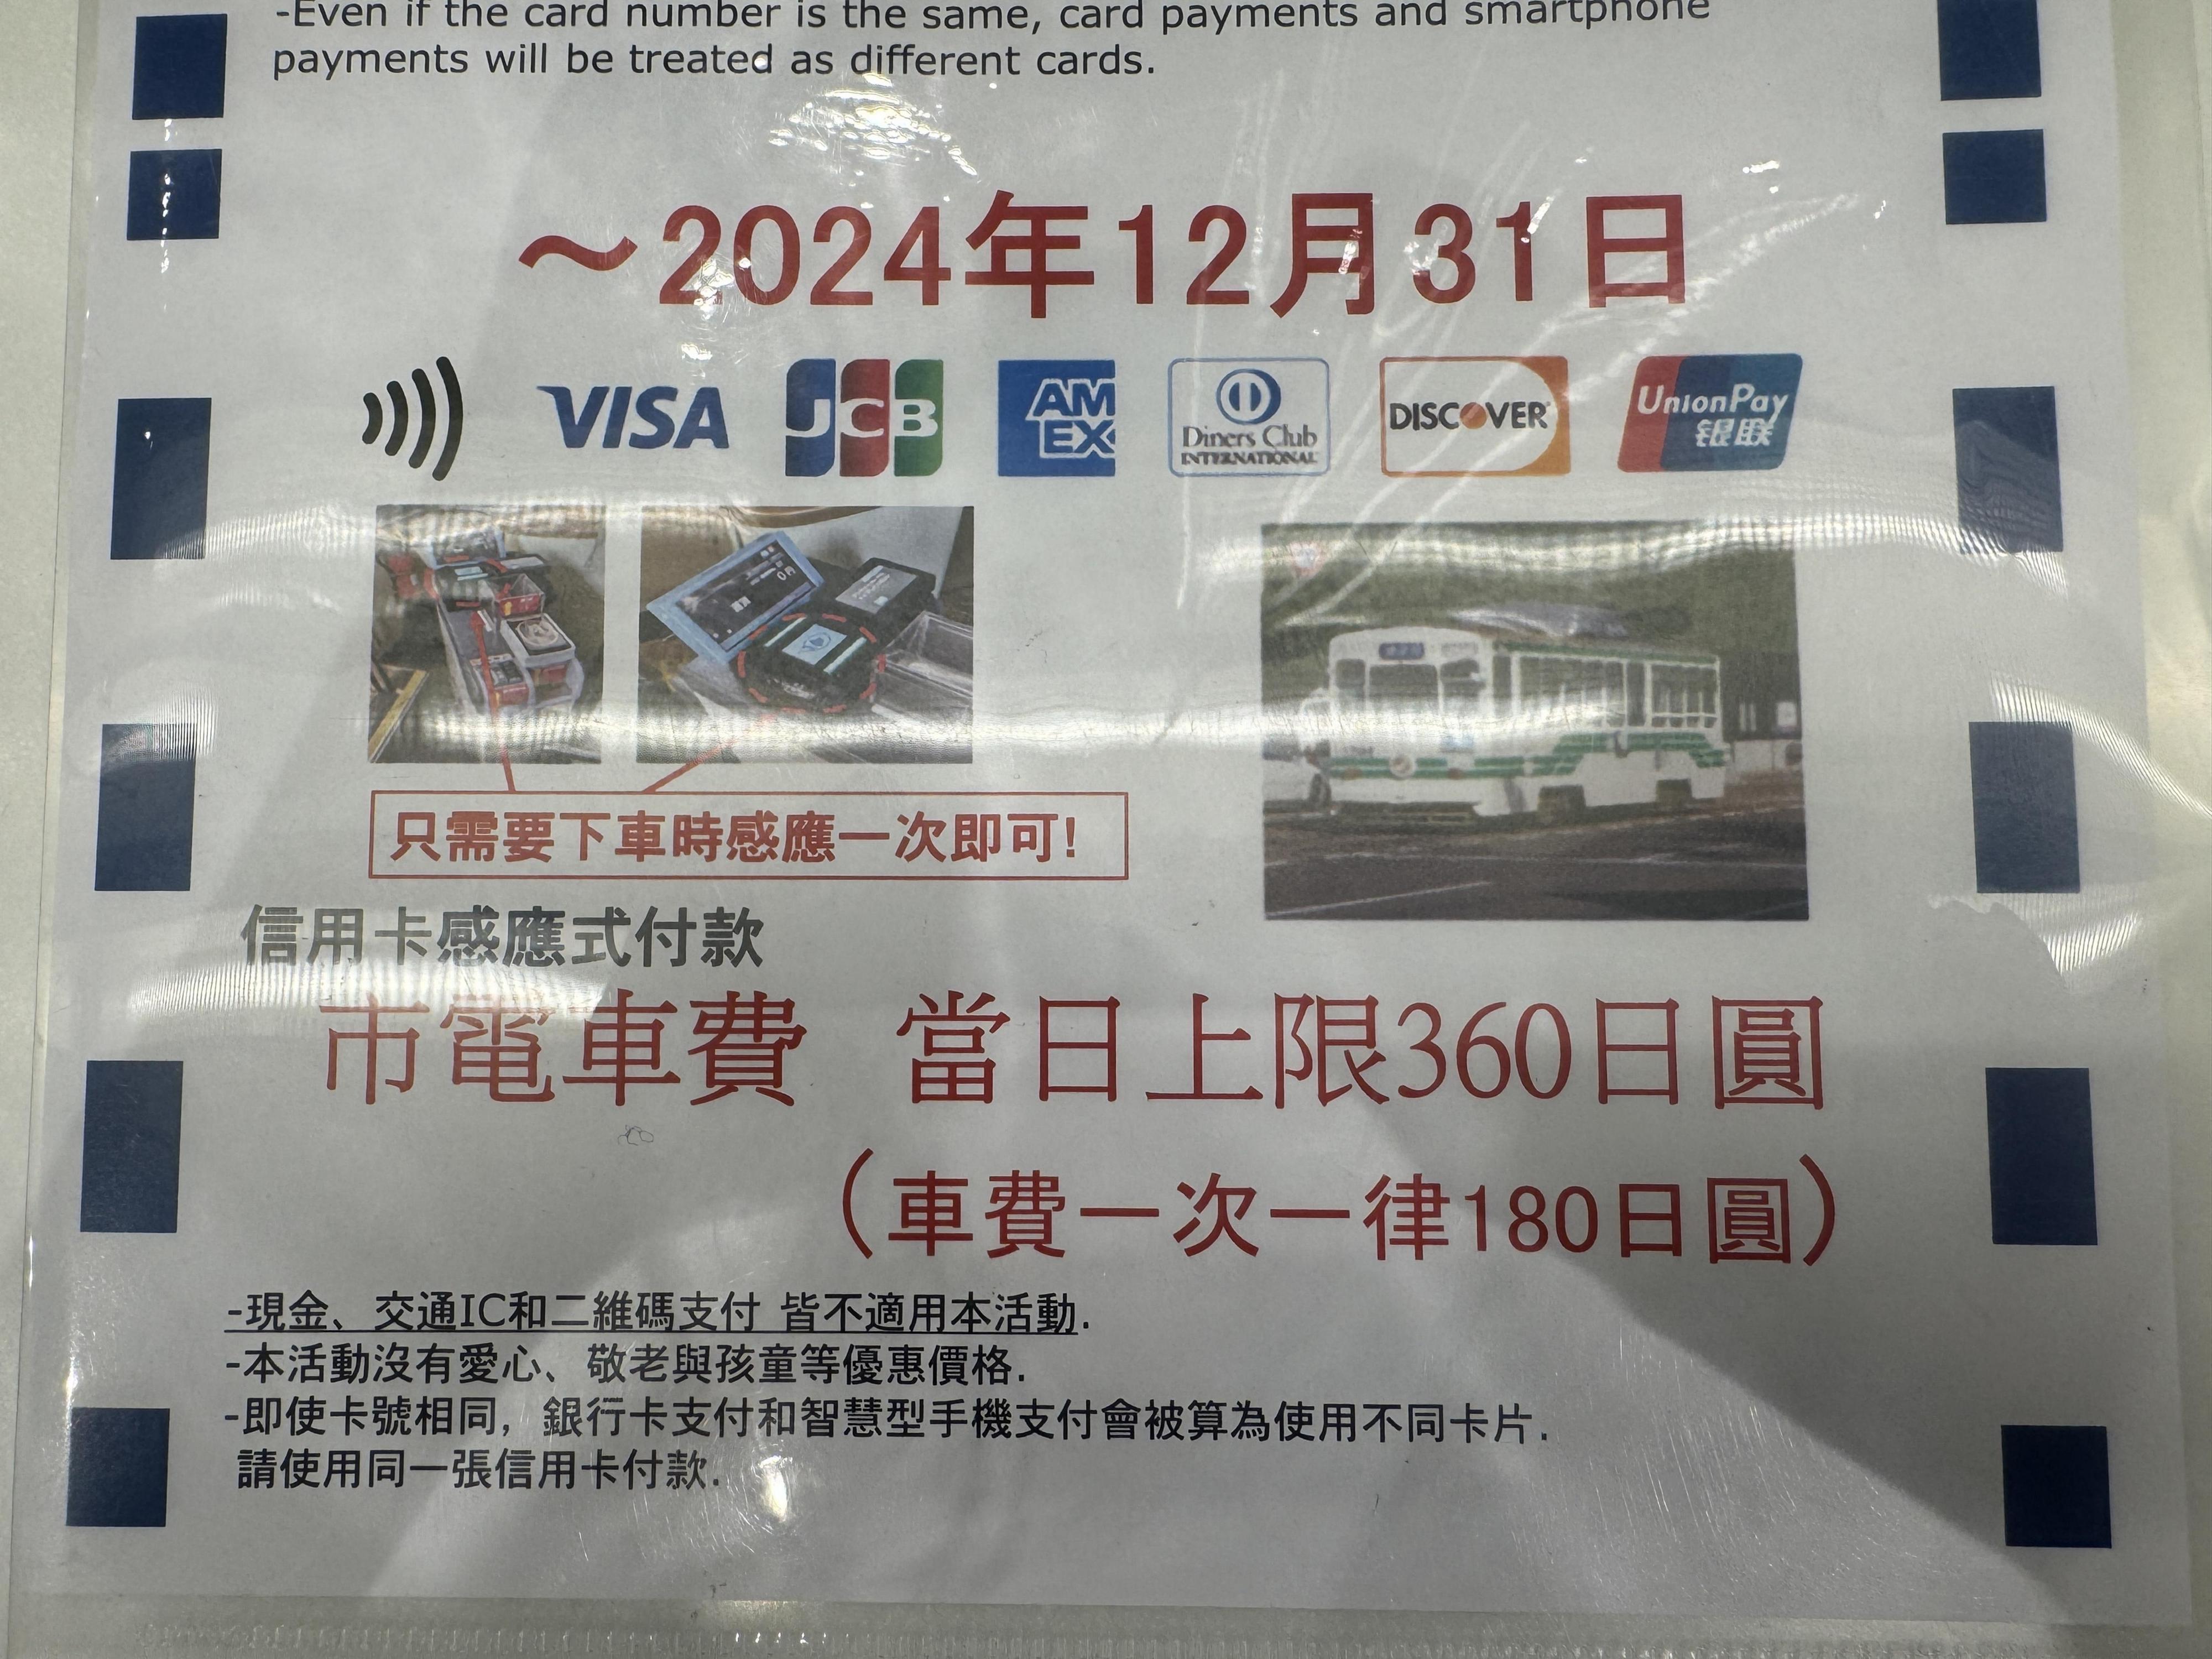 -Even if the card number is the same, card payments and smartphone
payments will be treated as different cards.
～2024年12月31日
VISA
JCB
AM
EX
Diners Club
INTERNATIONAL
DISCOVER
UnionPay
银联
只需要下車時感應一次即可!
信用卡感應式付款
市電車費 當日上限360日圓
(車費一次一律180日圓)
-現金、交通IC和二維碼支付 皆不適用本活動.
-本活動沒有愛心、敬老與孩童等優惠價格.
-即使卡號相同，銀行卡支付和智慧型手機支付會被算為使用不同卡片.
請使用同一張信用卡付款.